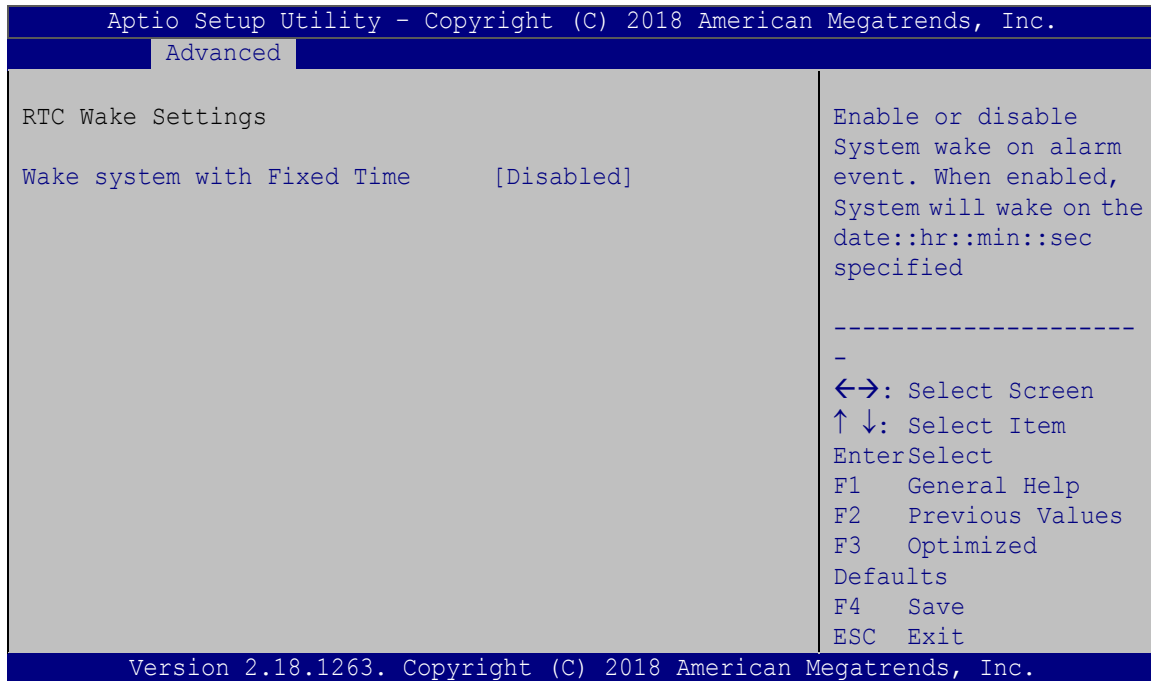 Aptio Setup Utility – Copyright (C) 2018 American Megatrends, Inc.
Advanced
RTC Wake Settings
Wake system with Fixed Time [Disabled]
Enable or disable
System wake on alarm
event. When enabled,
System will wake on the
date::hr::min::sec
specified
---------------------
-
←→: Select Screen
↑ ↓: Select Item
EnterSelect
F1 General Help
F2 Previous Values
F3 Optimized
Defaults
F4 Save
ESC Exit
Version 2.18.1263. Copyright (C) 2018 American Megatrends, Inc.